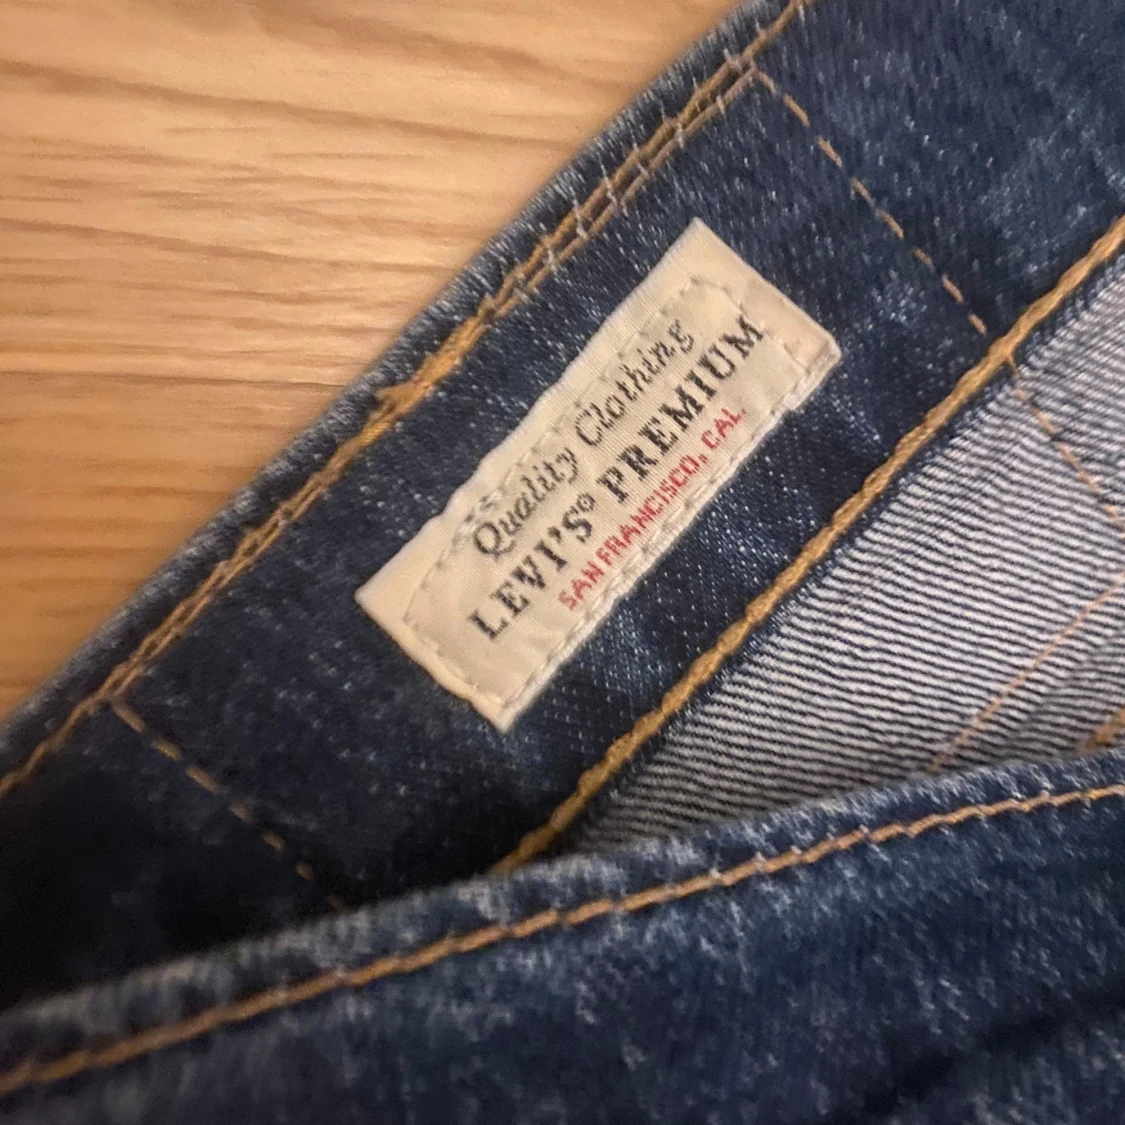 Quality Clothing
LEVI'S® PREMIUM
SAN FRANCISCO, CAL.